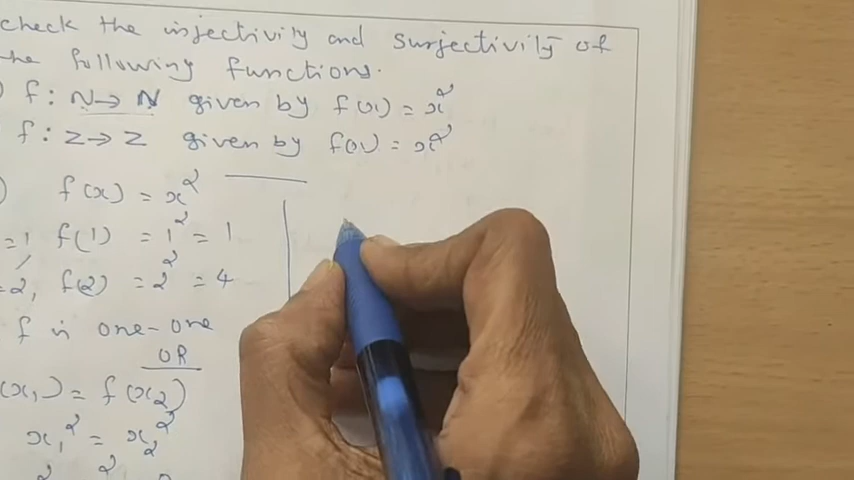 check the injectivity and surjectivity of
the following functions.
) f : N → N given by f(x) = x²
f : Z → Z given by f(x) = x²
) f(x) = x²
=1 f(1) = 1² = 1
=2, f(2) = 2² = 4
f is one-one
OR
(x₁) = f(x₂)
x₁² = x₂²